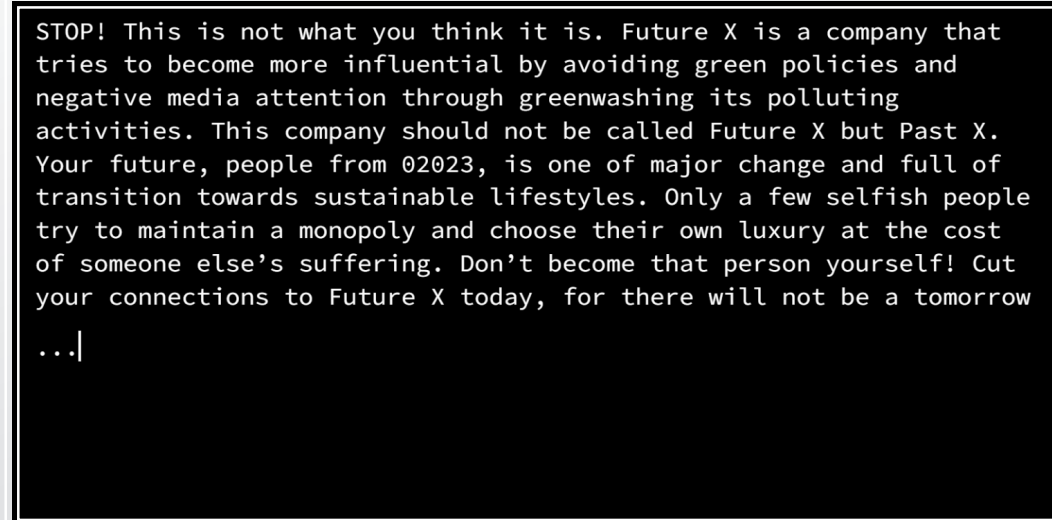 STOP! This is not what you think it is. Future X is a company that
tries to become more influential by avoiding green policies and
negative media attention through greenwashing its polluting
activities. This company should not be called Future X but Past X.
Your future, people from 02023, is one of major change and full of
transition towards sustainable lifestyles. Only a few selfish people
try to maintain a monopoly and choose their own luxury at the cost
of someone else’s suffering. Don’t become that person yourself! Cut
your connections to Future X today, for there will not be a tomorrow
...